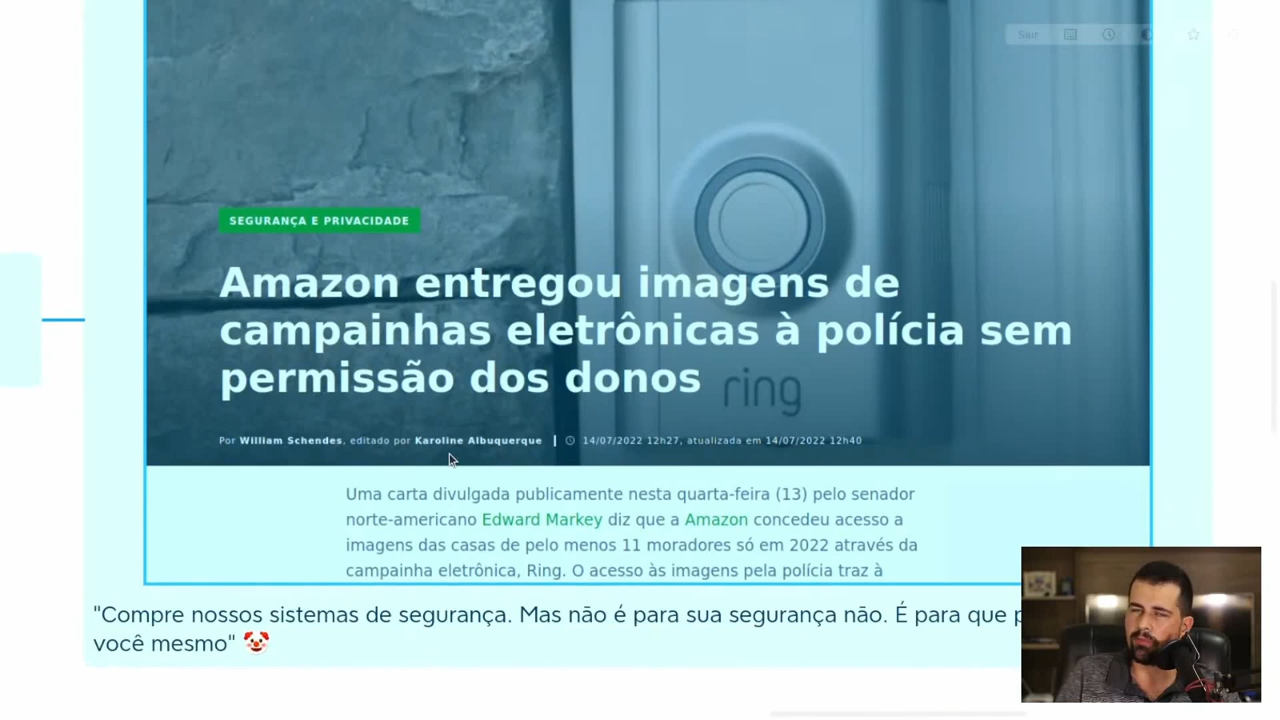 Sair
SEGURANÇA E PRIVACIDADE
Amazon entregou imagens de
campainhas eletrônicas à polícia sem
permissão dos donos
ring
Por William Schendes, editado por Karoline Albuquerque | 14/07/2022 12h27, atualizada em 14/07/2022 12h40
Uma carta divulgada publicamente nesta quarta-feira (13) pelo senador
norte-americano Edward Markey diz que a Amazon concedeu acesso a
imagens das casas de pelo menos 11 moradores só em 2022 através da
campainha eletrônica, Ring. O acesso às imagens pela polícia traz à
"Compre nossos sistemas de segurança. Mas não é para sua segurança não. É para que
você mesmo" 🤡